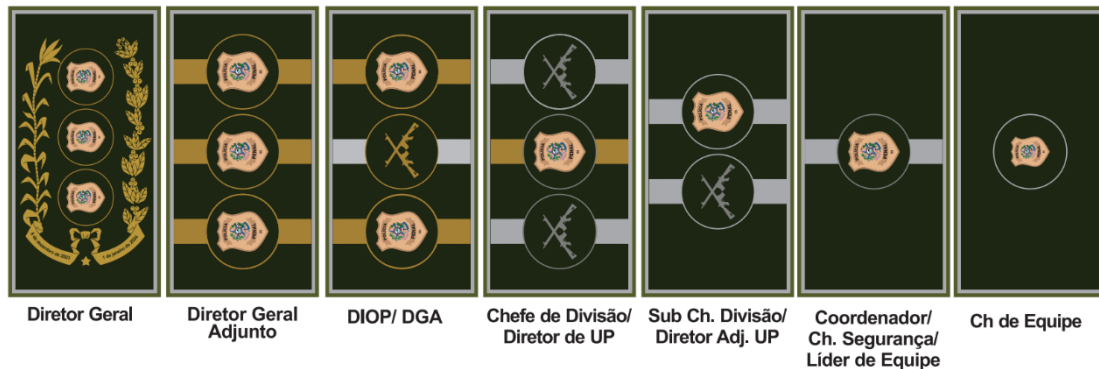 Diretor Geral
Diretor Geral
Adjunto
DIOP/ DGA
Chefe de Divisão/
Diretor de UP
Sub Ch. Divisão/
Diretor Adj. UP
Coordenador/
Ch. Segurança/
Líder de Equipe
Ch de Equipe